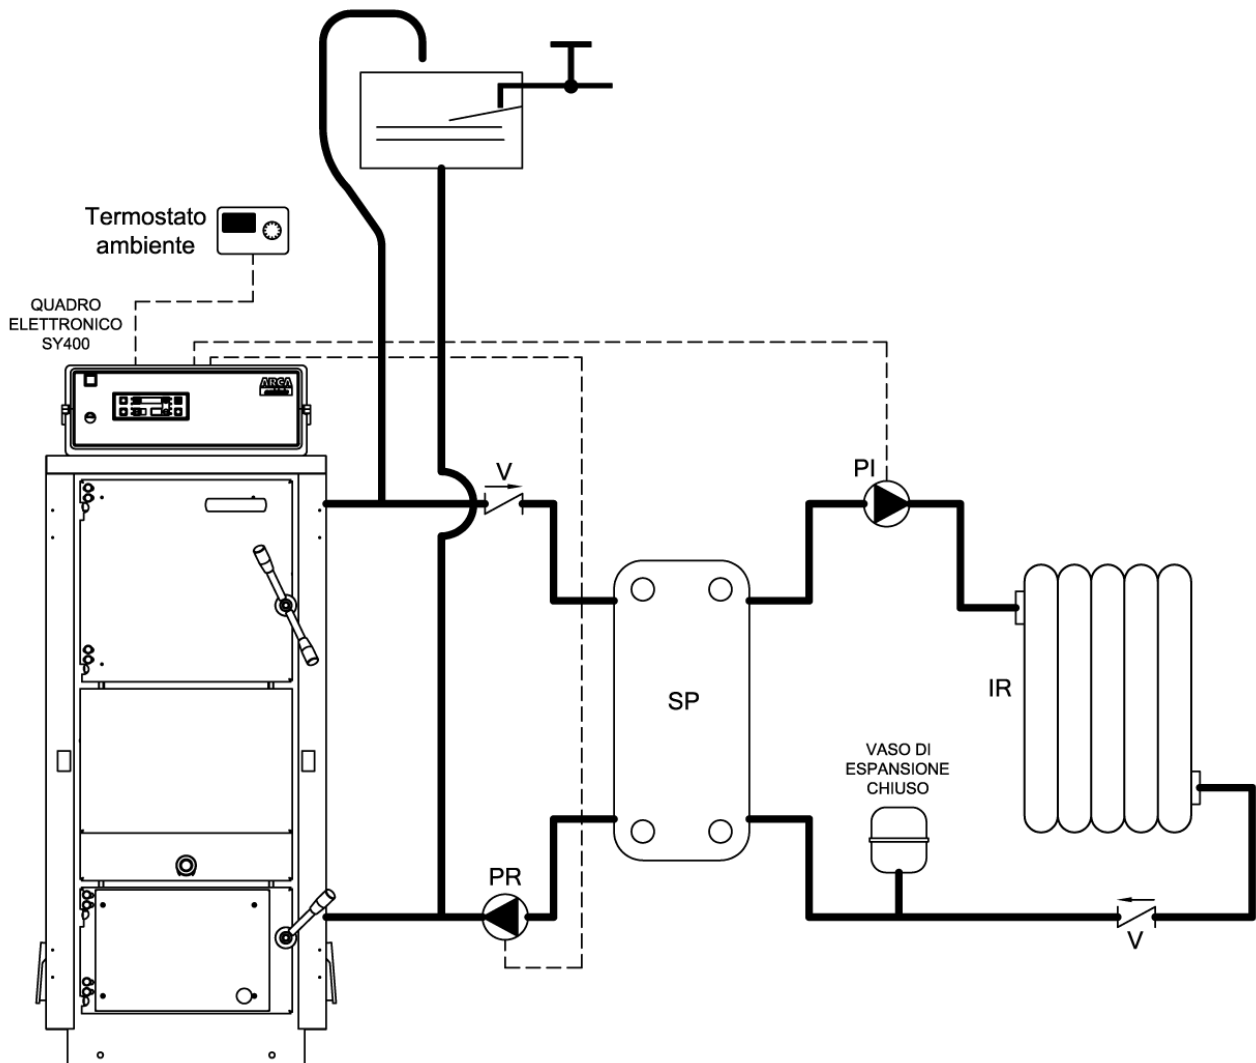 Termostato
ambiente
QUADRO
ELETTRONICO
SY400
ARCA
V
PI
SP
IR
VASO DI
ESPANSIONE
CHIUSO
PR
V